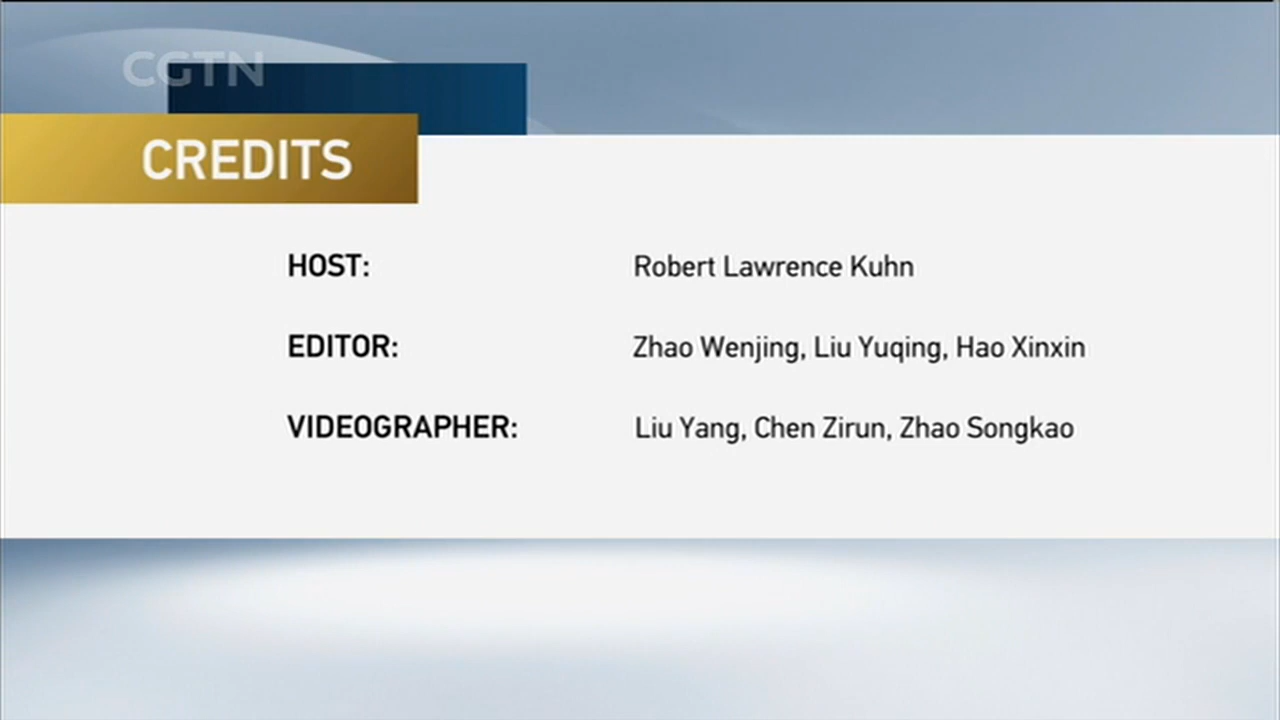 CGTN
CREDITS
HOST: Robert Lawrence Kuhn
EDITOR: Zhao Wenjing, Liu Yuqing, Hao Xinxin
VIDEOGRAPHER: Liu Yang, Chen Zirun, Zhao Songkao